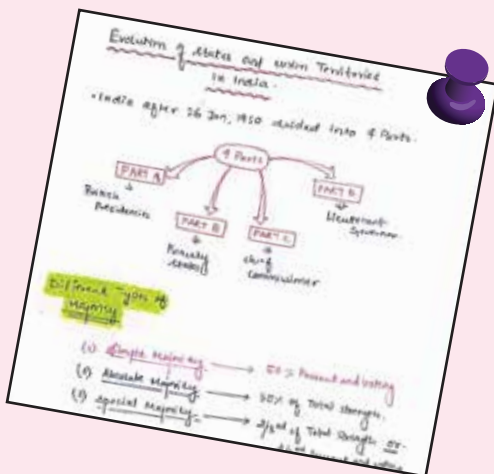 Evolution of States and union Territories
in India.
• India after 26 Jan, 1950 divided into 4 Parts.
4 Parts
PART A
British
Presidencies
PART B
Princely
States
PART C
Chief
Commissioner
PART D
Lieutenant
Governor
Different Types of
Majority
(1) Simple Majority → 50% Present and voting
(2) Absolute Majority → 50% of Total Strength.
(3) Special Majority → 2/3rd of Total Strength or
Present and